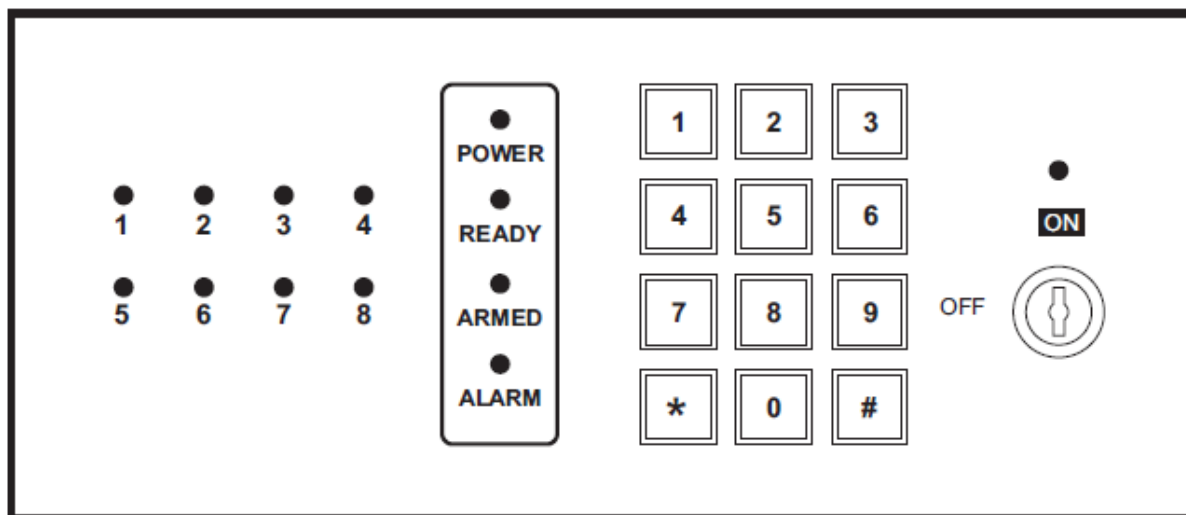 1 2 3 4
5 6 7 8
POWER
READY
ARMED
ALARM
1 2 3
4 5 6
7 8 9
* 0 #
ON
OFF